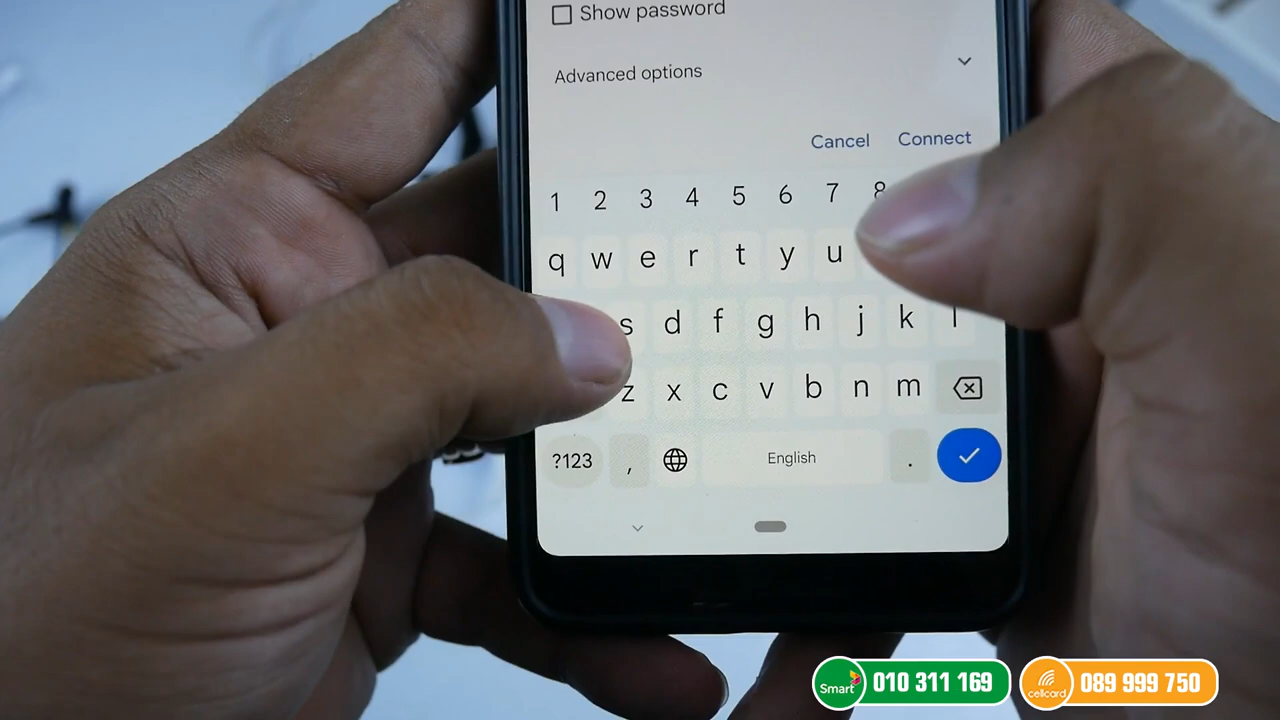 Show password
Advanced options
Cancel Connect
1 2 3 4 5 6 7 8
q w e r t y u
s d f g h j k l
z x c v b n m
?123 , English .
Smart 010 311 169 cellcard 089 999 750